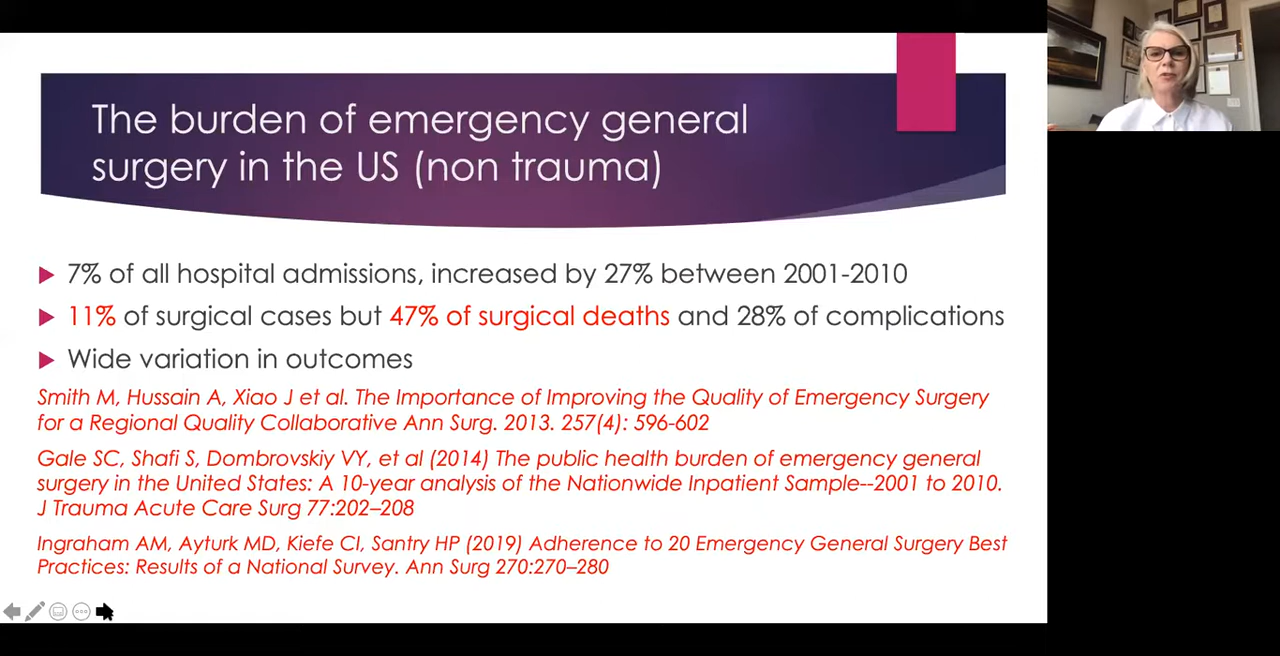 The burden of emergency general
surgery in the US (non trauma)
7% of all hospital admissions, increased by 27% between 2001-2010
11% of surgical cases but 47% of surgical deaths and 28% of complications
Wide variation in outcomes
Smith M, Hussain A, Xiao J et al. The Importance of Improving the Quality of Emergency Surgery
for a Regional Quality Collaborative Ann Surg. 2013. 257(4): 596-602
Gale SC, Shafi S, Dombrovskiy VY, et al (2014) The public health burden of emergency general
surgery in the United States: A 10-year analysis of the Nationwide Inpatient Sample--2001 to 2010.
J Trauma Acute Care Surg 77:202–208
Ingraham AM, Ayturk MD, Kiefe CI, Santry HP (2019) Adherence to 20 Emergency General Surgery Best
Practices: Results of a National Survey. Ann Surg 270:270–280